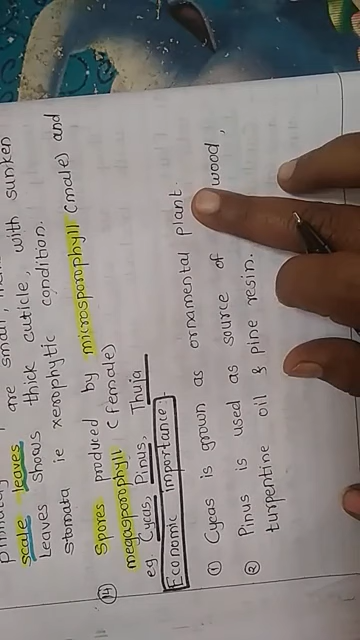 are small,
scale leaves
leaves shows thick cuticle, with sunken
stomata ie xerophytic condition.
(14) Spores produced by microsporophyll (male) and
megasporophyll (female)
eg Cycas, Pinus, Thuja
Economic importance:
① Cycas is grown as ornamental plant.
② Pinus is used as source of wood,
turpentine oil & pine resin.